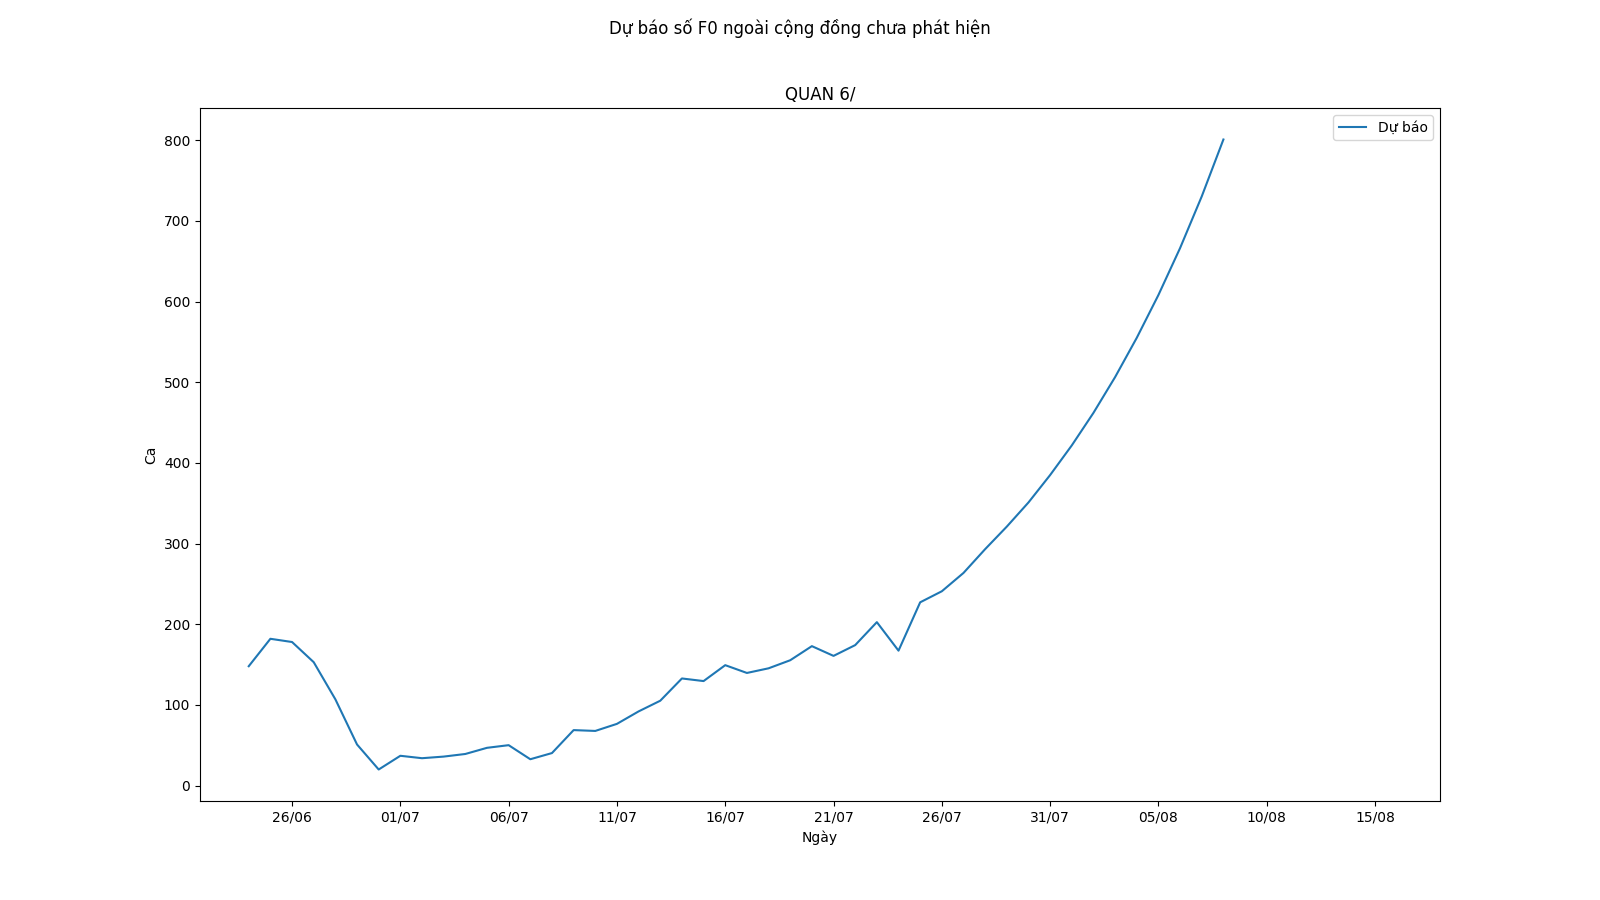 Dự báo số F0 ngoài cộng đồng chưa phát hiện
QUAN 6/
Dự báo
800
700
600
500
400
300
200
100
0
Ca
26/06 01/07 06/07 11/07 16/07 21/07 26/07 31/07 05/08 10/08 15/08
Ngày